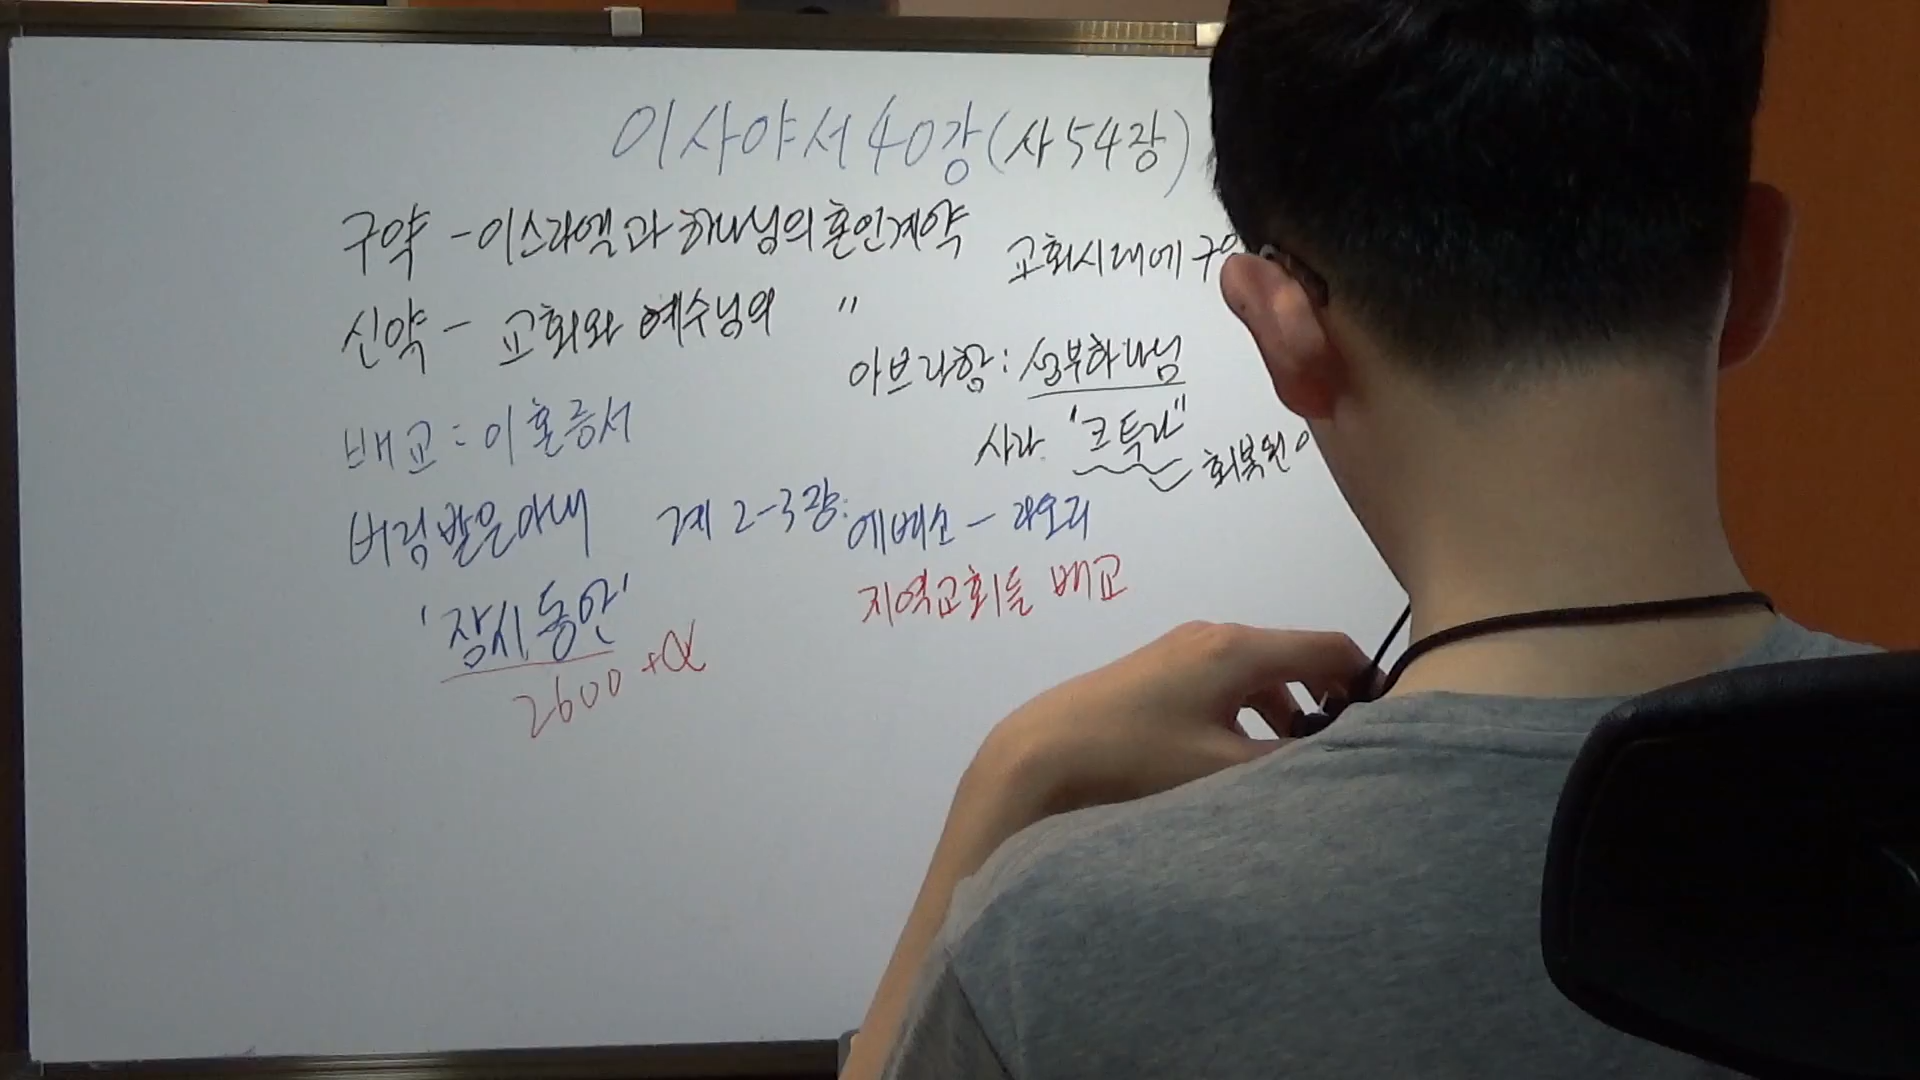 이사야서 40강 (사 54장)
구약 - 이스라엘과 하나님의 혼인계약
교회시대에
신약 - 교회와 예수님의 "
아브라함 : 성부하나님
배교 : 이혼증서
사라 "크투라"
회복된
버림받은 아내
계 2-3장 : 에베소 - 라오디
지역교회들 배교
'잠시 동안'
2600 +α